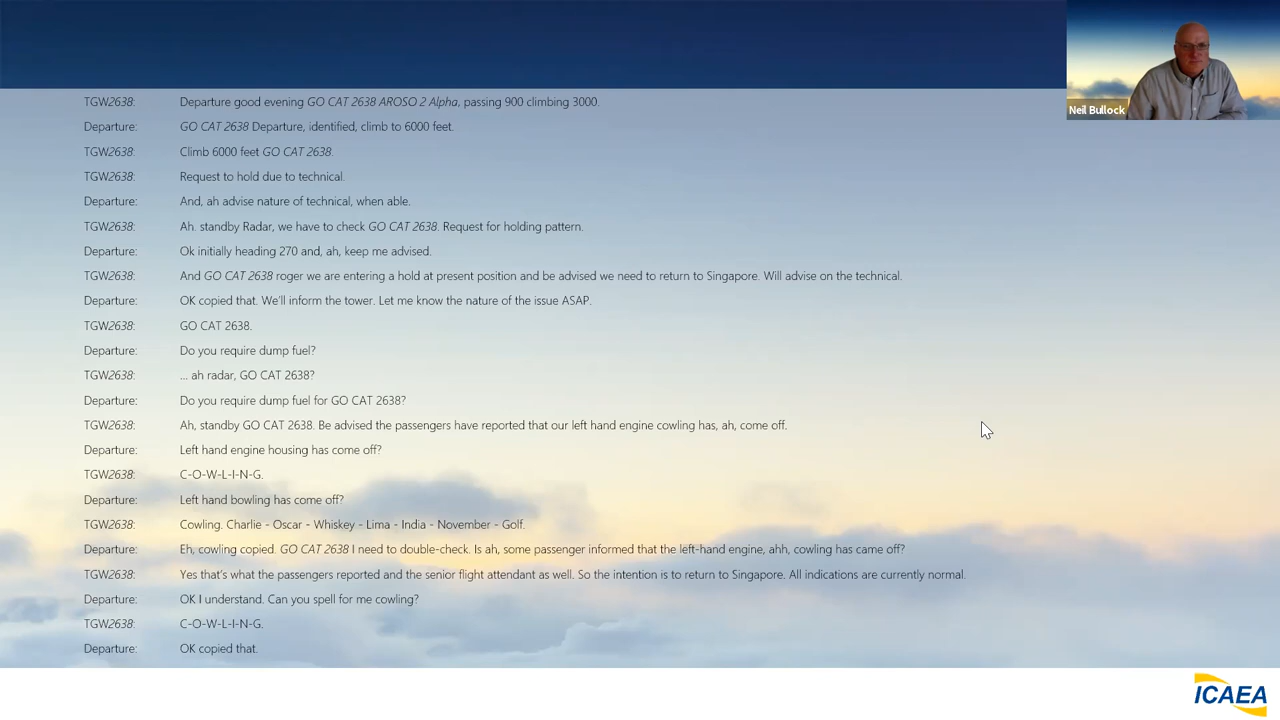 TGW2638: Departure good evening GO CAT 2638 AROSO 2 Alpha, passing 900 climbing 3000.
Departure: GO CAT 2638 Departure, identified, climb to 6000 feet.
TGW2638: Climb 6000 feet GO CAT 2638.
TGW2638: Request to hold due to technical.
Departure: And, ah advise nature of technical, when able.
TGW2638: Ah. standby Radar, we have to check GO CAT 2638. Request for holding pattern.
Departure: Ok initially heading 270 and, ah, keep me advised.
TGW2638: And GO CAT 2638 roger we are entering a hold at present position and be advised we need to return to Singapore. Will advise on the technical.
Departure: OK copied that. We'll inform the tower. Let me know the nature of the issue ASAP.
TGW2638: GO CAT 2638.
Departure: Do you require dump fuel?
TGW2638: ... ah radar, GO CAT 2638?
Departure: Do you require dump fuel for GO CAT 2638?
TGW2638: Ah, standby GO CAT 2638. Be advised the passengers have reported that our left hand engine cowling has, ah, come off.
Departure: Left hand engine housing has come off?
TGW2638: C-O-W-L-I-N-G.
Departure: Left hand bowling has come off?
TGW2638: Cowling. Charlie - Oscar - Whiskey - Lima - India - November - Golf.
Departure: Eh, cowling copied. GO CAT 2638 I need to double-check. Is ah, some passenger informed that the left-hand engine, ahh, cowling has came off?
TGW2638: Yes that's what the passengers reported and the senior flight attendant as well. So the intention is to return to Singapore. All indications are currently normal.
Departure: OK I understand. Can you spell for me cowling?
TGW2638: C-O-W-L-I-N-G.
Departure: OK copied that.
Neil Bullock
ICAEA